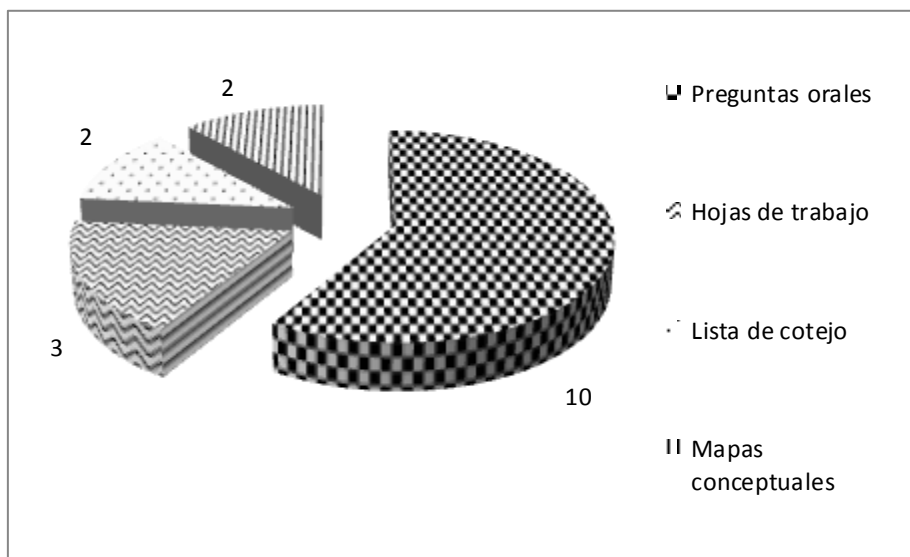 2
2
3
10
Preguntas orales
Hojas de trabajo
Lista de cotejo
Mapas
conceptuales